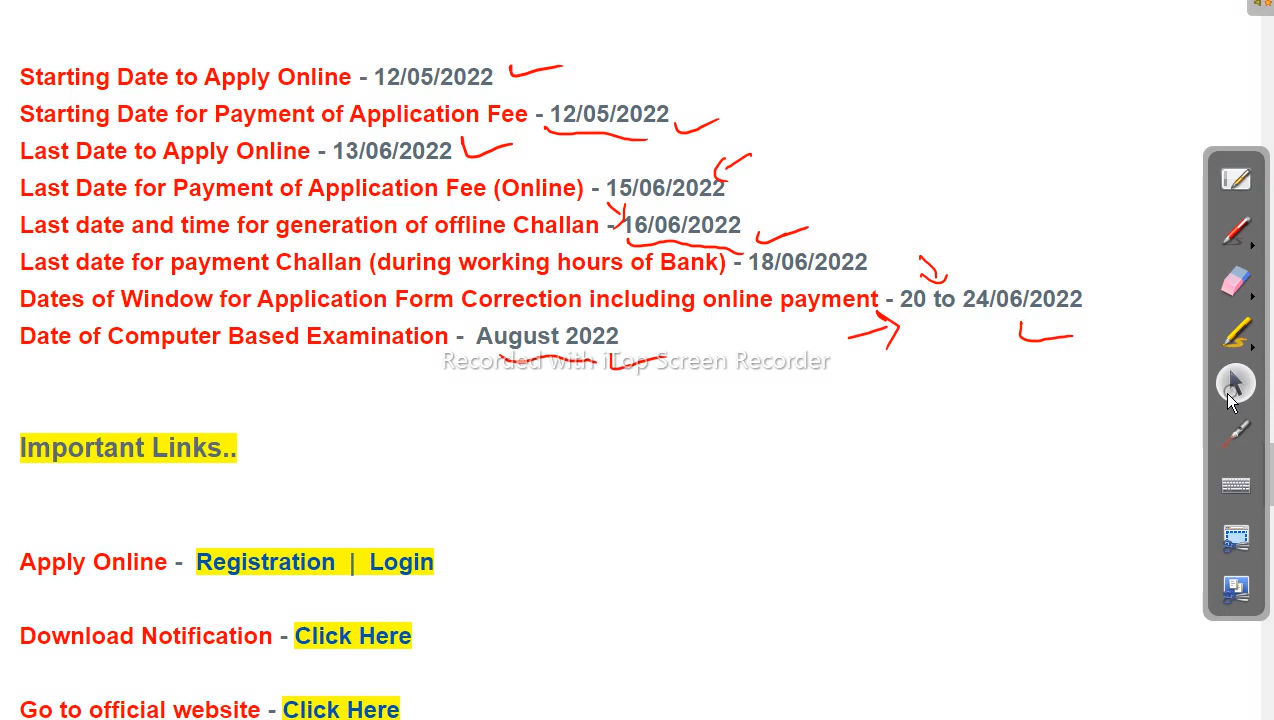 Starting Date to Apply Online - 12/05/2022
Starting Date for Payment of Application Fee - 12/05/2022
Last Date to Apply Online - 13/06/2022
Last Date for Payment of Application Fee (Online) - 15/06/2022
Last date and time for generation of offline Challan - 16/06/2022
Last date for payment Challan (during working hours of Bank) - 18/06/2022
Dates of Window for Application Form Correction including online payment - 20 to 24/06/2022
Date of Computer Based Examination - August 2022
Recorded with iTop Screen Recorder
Important Links..
Apply Online - Registration | Login
Download Notification - Click Here
Go to official website - Click Here